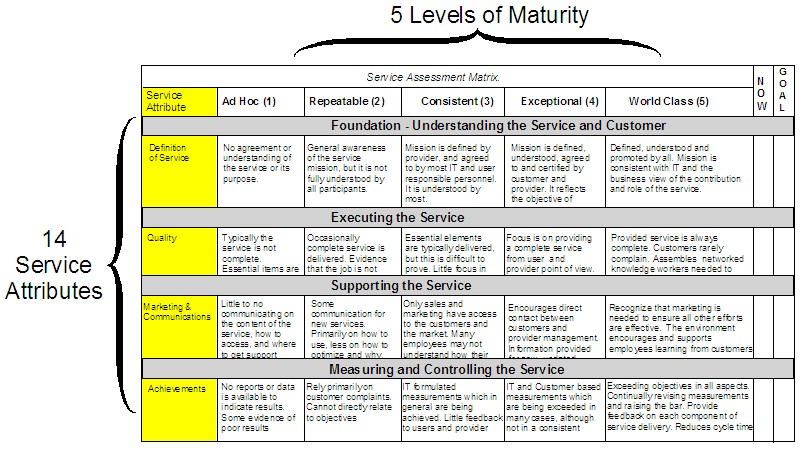 5 Levels of Maturity
14
Service
Attributes
Service Assessment Matrix.
N
O
W
G
O
A
L
Service
Attribute
Ad Hoc (1)
Repeatable (2)
Consistent (3)
Exceptional (4)
World Class (5)
Foundation - Understanding the Service and Customer
Definition
of Service
No agreement or
understanding of
the service or its
purpose.
General awareness
of the service
mission, but it is not
fully understood by
all participants.
Mission is defined by
provider, and agreed
to by most IT and user
responsible personnel.
It is understood by
most.
Mission is defined,
understood, agreed
to and certified by
customer and
provider. It reflects
the objective of
Defined, understood and
promoted by all. Mission is
consistent with IT and the
business view of the contribution
and role of the service.
Executing the Service
Quality
Typically the
service is not
complete.
Essential items are
Occasionally
complete service is
delivered. Evidence
that the job is not
Essential elements
are typically delivered,
but this is difficult to
prove. Little focus in
Focus is on providing
a complete service
from user and
provider point of view.
Provided service is always
complete. Customers rarely
complain. Assembles networked
knowledge workers needed to
Supporting the Service
Marketing &
Communications
Little to no
communicating on
the content of the
service, how to
access, and where
to get support
Some
communication for
new services.
Primarily on how to
use, less on how to
optimize and why.
Only sales and
marketing have access
to the customers and
the market. Many
employees may not
understand how their
Encourages direct
contact between
customers and
provider management.
Information provided
for new, updated
Recognize that marketing is
needed to ensure all other efforts
are effective. The environment
encourages and supports
employees learning from customers
Measuring and Controlling the Service
Achievements
No reports or data
is available to
indicate results.
Some evidence of
poor results
Rely primarily on
customer complaints.
Cannot directly relate
to objectives
IT formulated
measurements which in
general are being
achieved. Little feedback
to users and provider
IT and Customer based
measurements which
are being exceeded in
many cases, although
not in a consistent
Exceeding objectives in all aspects.
Continually revising measurements
and raising the bar. Provide
feedback on each component of
service delivery. Reduces cycle time